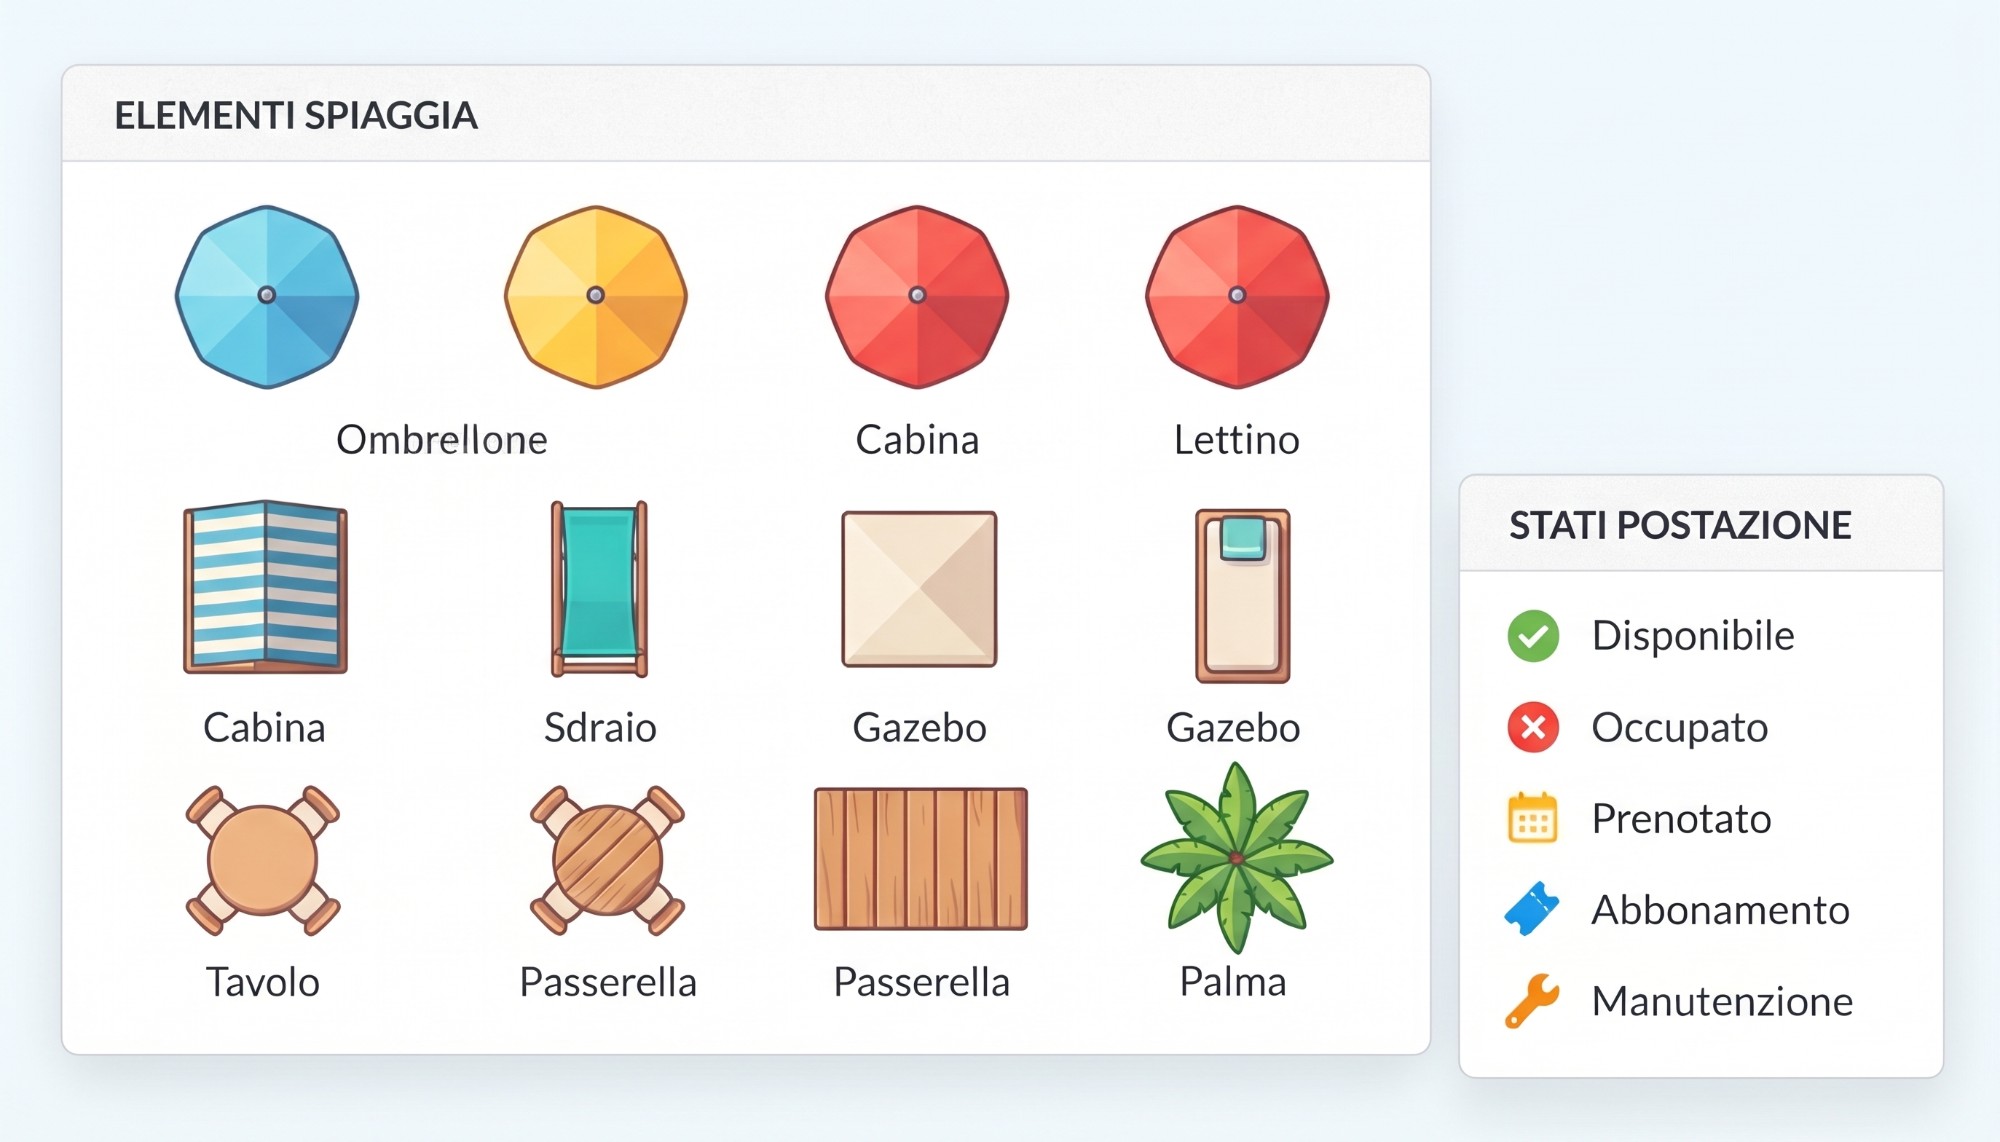 ELEMENTI SPIAGGIA
Ombrellone
Cabina
Lettino
Cabina
Sdraio
Gazebo
Gazebo
Tavolo
Passerella
Passerella
Palma
STATI POSTAZIONE
Disponibile
Occupato
Prenotato
Abbonamento
Manutenzione